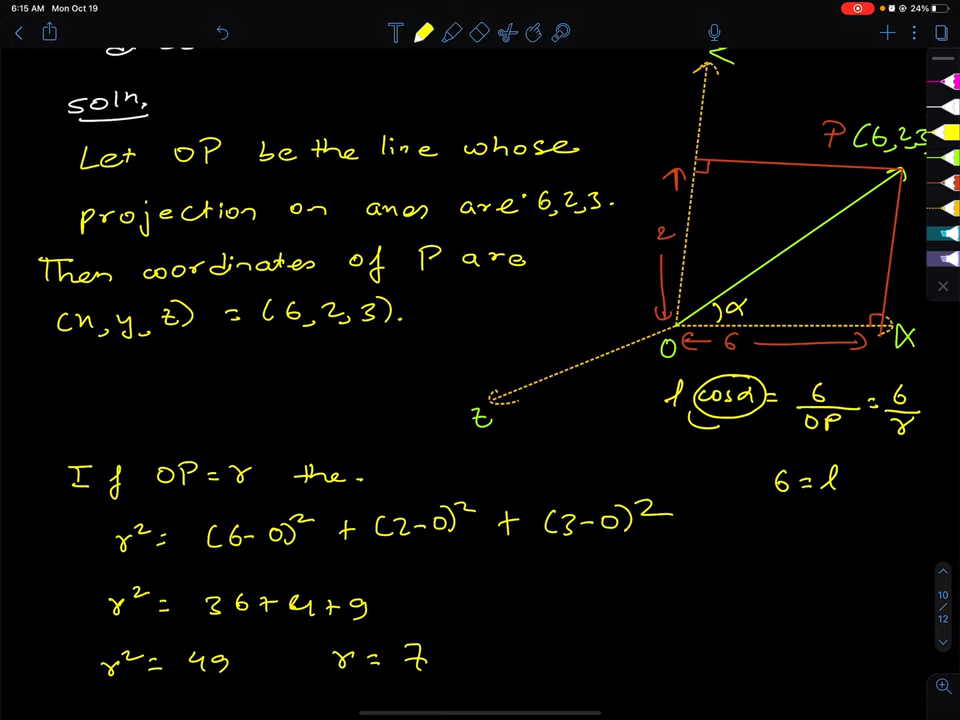 6:15 AM Mon Oct 19
24%
soln.
Let OP be the line whose
projection on axes are 6,2,3.
Then coordinates of P are
(x, y, z) = (6, 2, 3).
P (6,2,3
2
α
O
6
X
Z
l cosα = 6/OP = 6/r
6 = l
If OP = r the.
r² = (6-0)² + (2-0)² + (3-0)²
r² = 36+4+9
r² = 49 r = 7
10
/
12